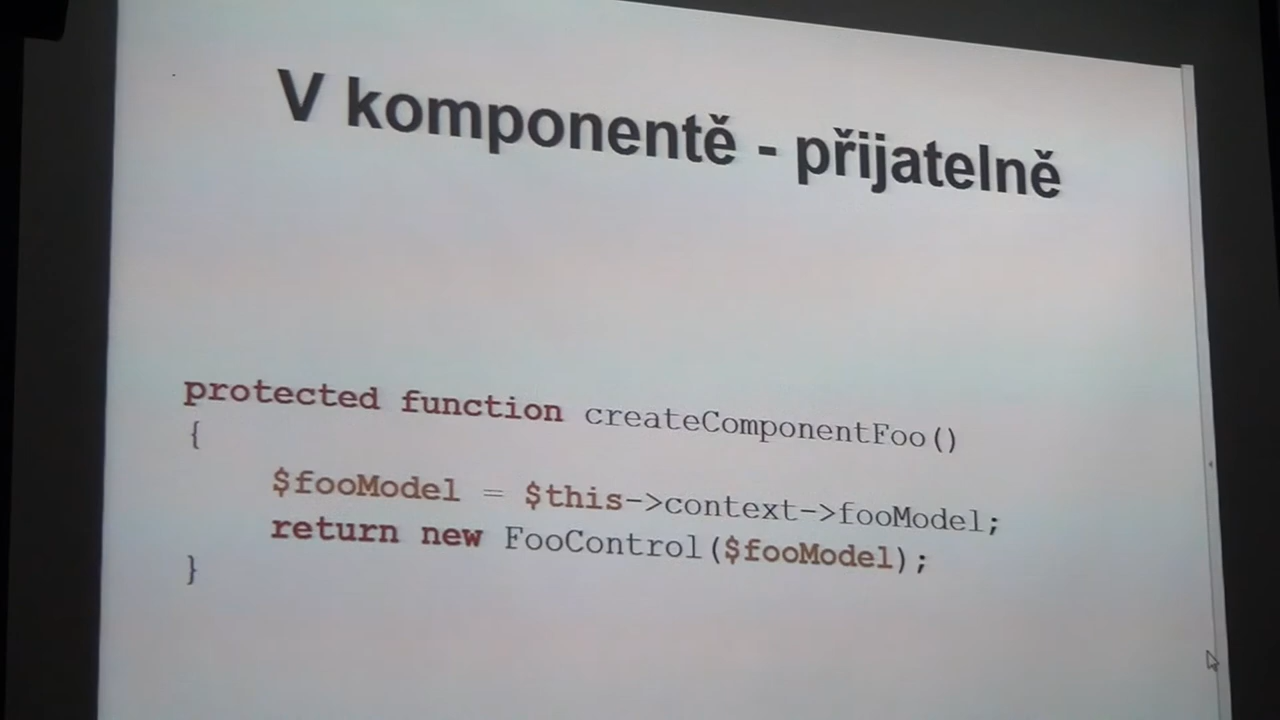 V komponentě - přijatelně
protected function createComponentFoo()
{
    $fooModel = $this->context->fooModel;
    return new FooControl($fooModel);
}